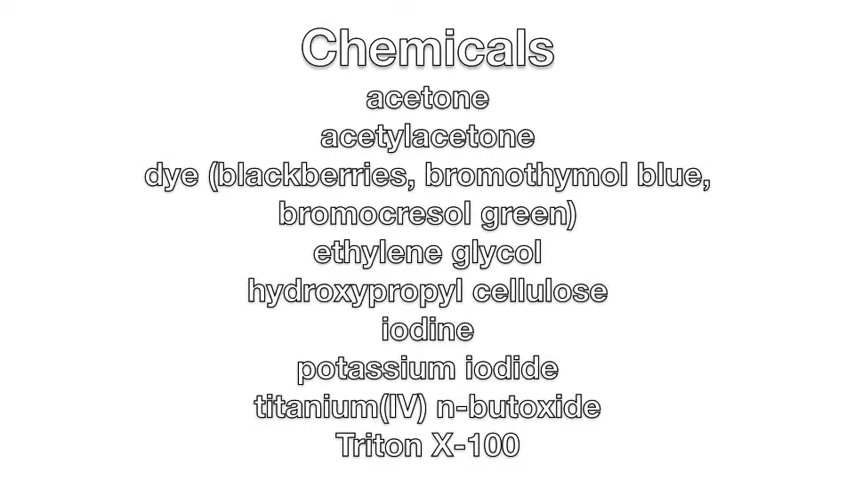 Chemicals
acetone
acetylacetone
dye (blackberries, bromothymol blue,
bromocresol green)
ethylene glycol
hydroxypropyl cellulose
iodine
potassium iodide
titanium(IV) n-butoxide
Triton X-100